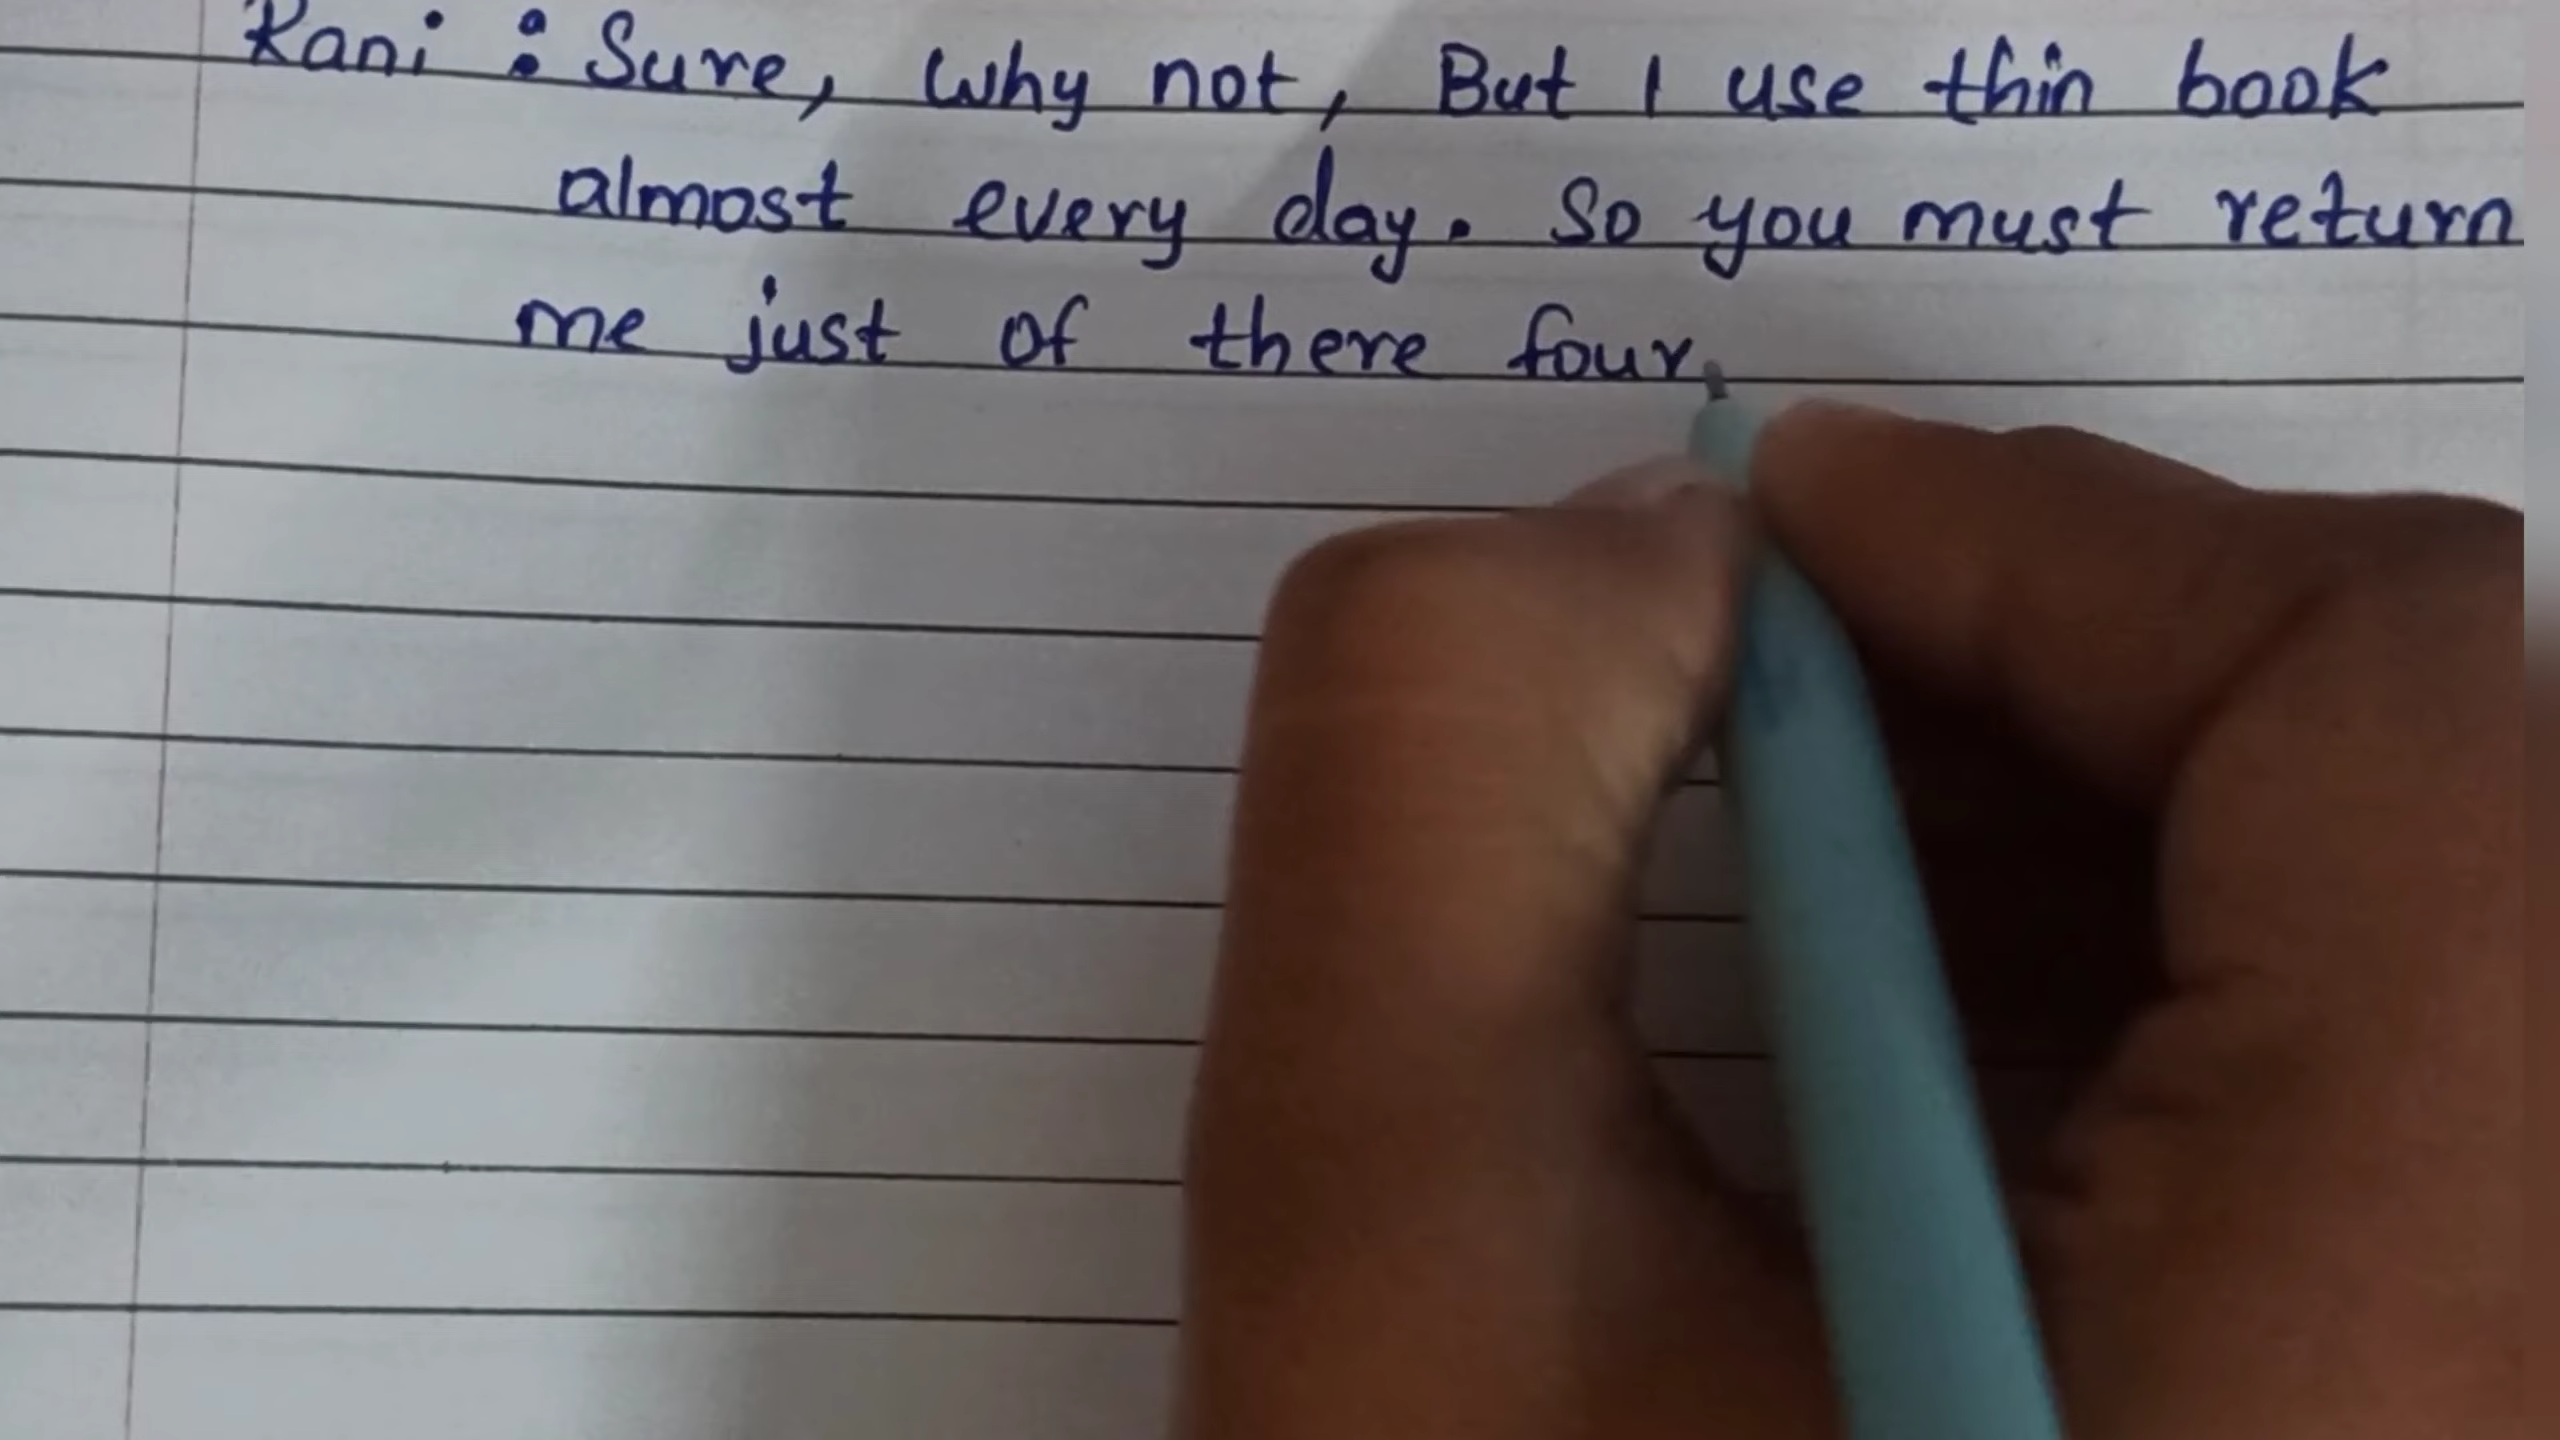 Rani : Sure, Why not, But I use thin book
almost every day. So you must return
me just of there four